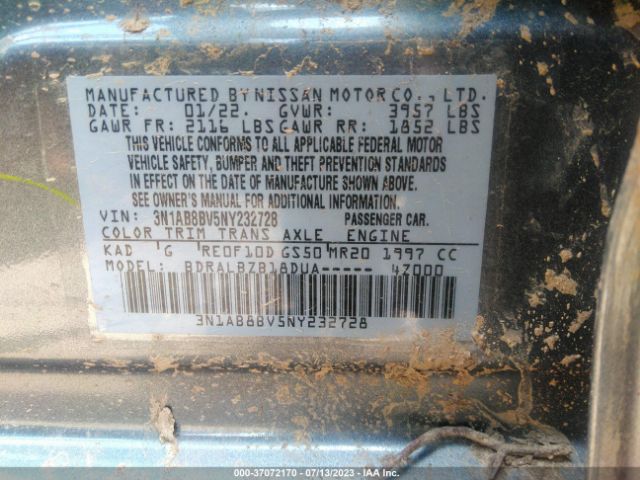 MANUFACTURED BY NISSAN MOTOR CO., LTD.
DATE: 01/22. GVWR: 3957 LBS
GAWR FR: 2116 LBS GAWR RR: 1852 LBS
THIS VEHICLE CONFORMS TO ALL APPLICABLE FEDERAL MOTOR
VEHICLE SAFETY, BUMPER AND THEFT PREVENTION STANDARDS
IN EFFECT ON THE DATE OF MANUFACTURE SHOWN ABOVE.
SEE OWNER'S MANUAL FOR ADDITIONAL INFORMATION.
VIN: 3N1AB8BV5NY232728 PASSENGER CAR.
COLOR TRIM TRANS AXLE ENGINE
KAD G RE0F10D GS50 MR20 1997 CC
MODEL: BDRALBZB18DUA----- 4Z000
3N1AB8BV5NY232728
000-37072170 - 07/13/2023 - IAA Inc.